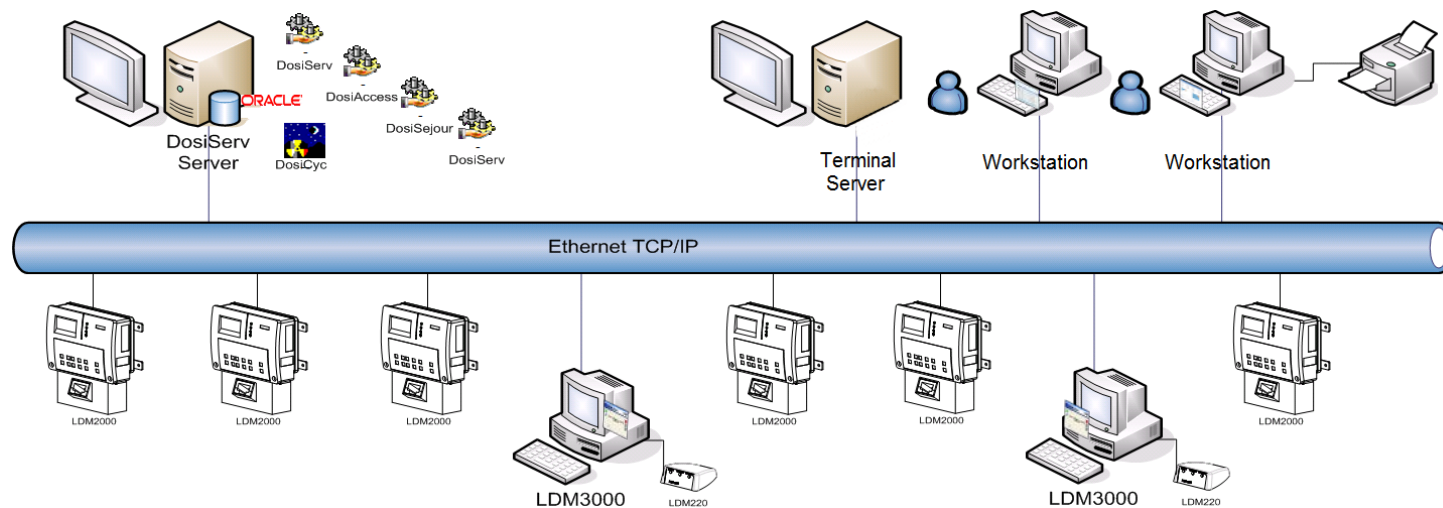 ORACLE
DosiServ
Server
DosiServ
DosiAccess
DosiSejour
DosiServ
DosiCyc
Terminal
Server
Workstation
Workstation
Ethernet TCP/IP
LDM2000
LDM2000
LDM2000
LDM3000
LDM220
LDM2000
LDM2000
LDM3000
LDM220
LDM2000